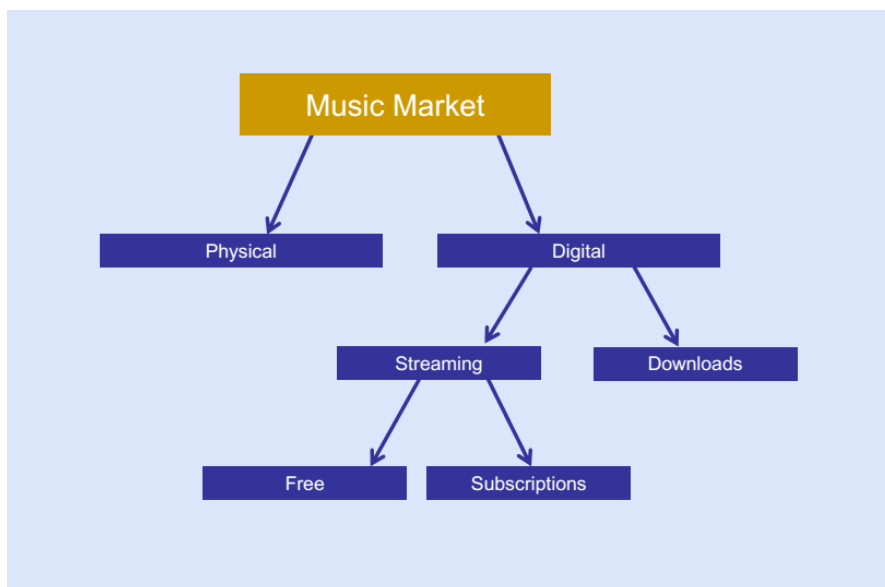 Music Market
Physical
Digital
Streaming
Downloads
Free
Subscriptions